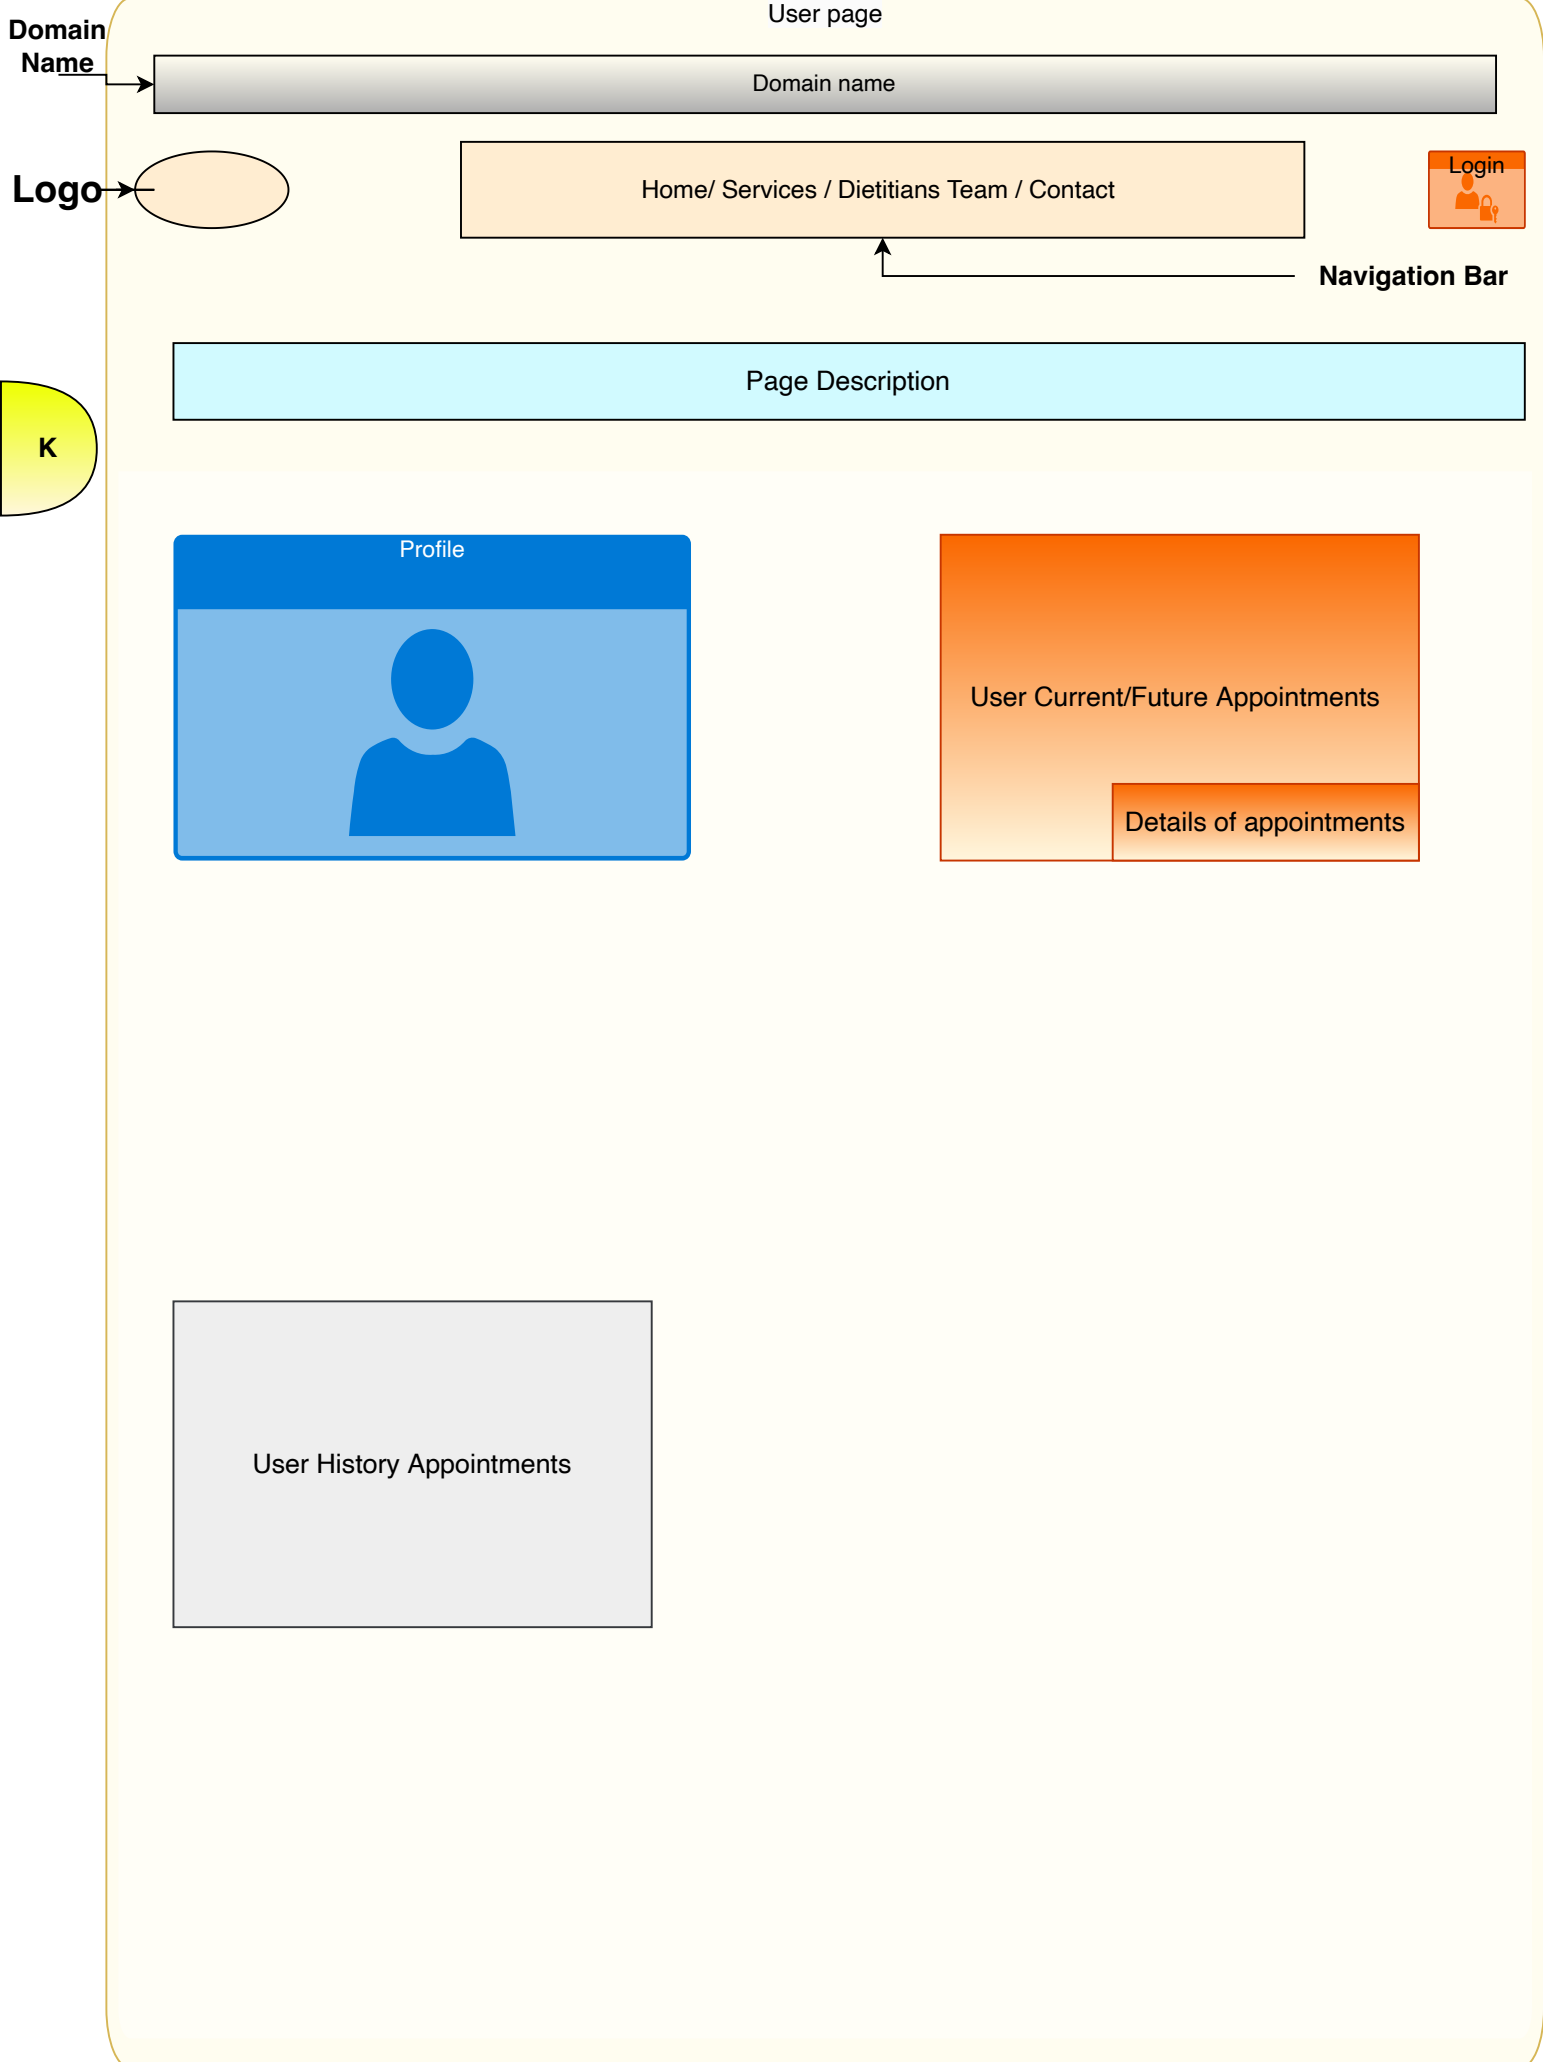 User page
Domain
Name
Domain name
Logo
Home/ Services / Dietitians Team / Contact
Login
Navigation Bar
Page Description
K
Profile
User Current/Future Appointments
Details of appointments
User History Appointments